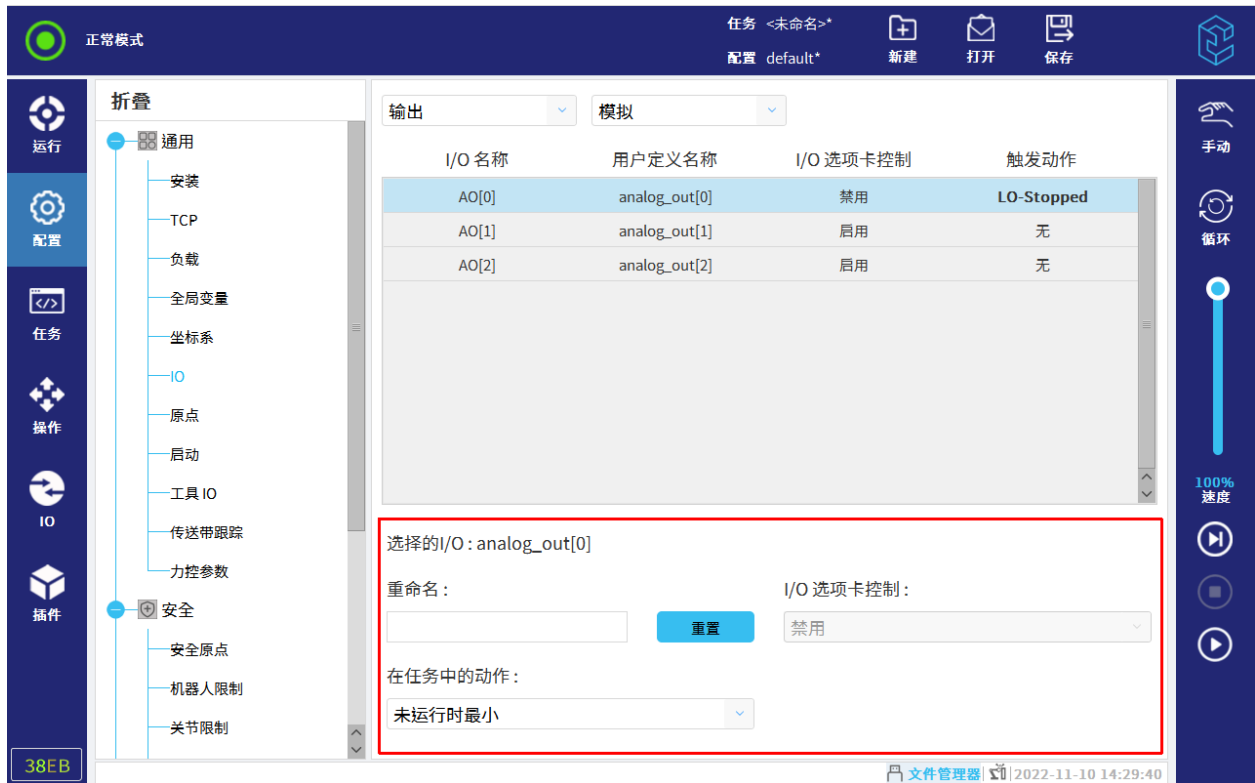 正常模式
任务 <未命名>*
配置 default*
新建
打开
保存
运行
配置
任务
操作
IO
插件
38EB
折叠
通用
安装
TCP
负载
全局变量
坐标系
IO
原点
启动
工具 IO
传送带跟踪
力控参数
安全
安全原点
机器人限制
关节限制
输出 模拟
I/O 名称 用户定义名称 I/O 选项卡控制 触发动作
AO[0] analog_out[0] 禁用 LO-Stopped
AO[1] analog_out[1] 启用 无
AO[2] analog_out[2] 启用 无
选择的I/O : analog_out[0]
重命名 : I/O 选项卡控制 :
重置 禁用
在任务中的动作 :
未运行时最小
手动
循环
100%
速度
文件管理器 2022-11-10 14:29:40